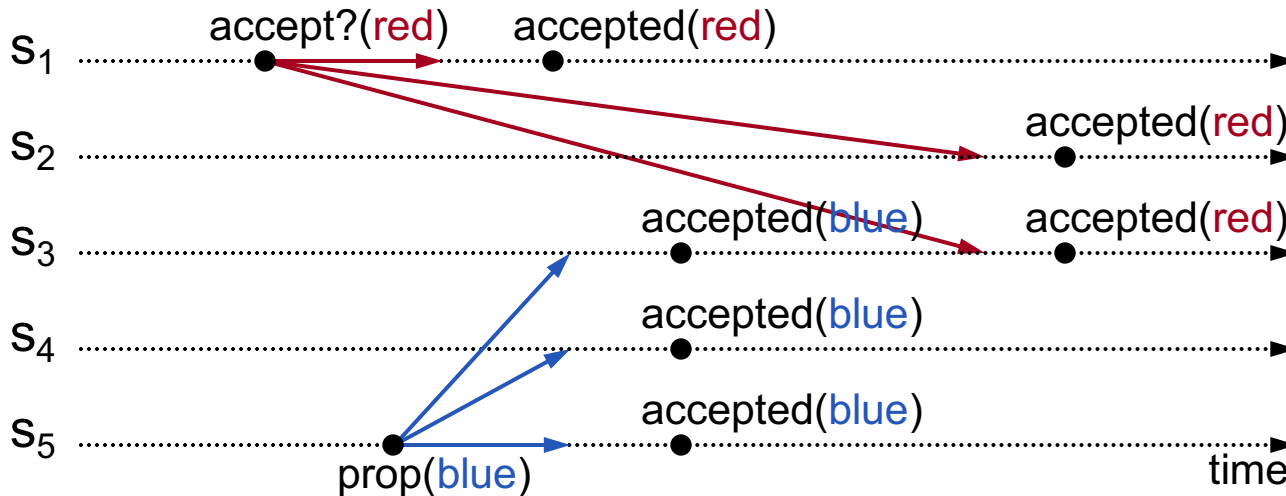 accept?(red) accepted(red)
S1
accepted(red)
S2
accepted(blue) accepted(red)
S3
accepted(blue)
S4
accepted(blue)
S5
prop(blue) time